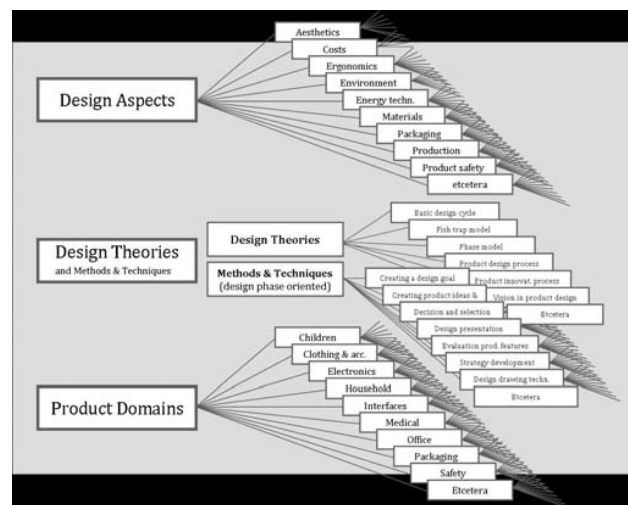 Design Aspects
Aesthetics
Costs
Ergonomics
Environment
Energy techn.
Materials
Packaging
Production
Product safety
etcetera
Design Theories
and Methods & Techniques
Design Theories
Basic design cycle
Fish trap model
Phase model
Product design process
Product innovat. process
Vision in product design
Etcetera
Methods & Techniques
(design phase oriented)
Creating a design goal
Creating product ideas &
Decision and selection
Design presentation
Evaluation prod. features
Strategy development
Design drawing techn.
Etcetera
Product Domains
Children
Clothing & acc.
Electronics
Household
Interfaces
Medical
Office
Packaging
Safety
Etcetera